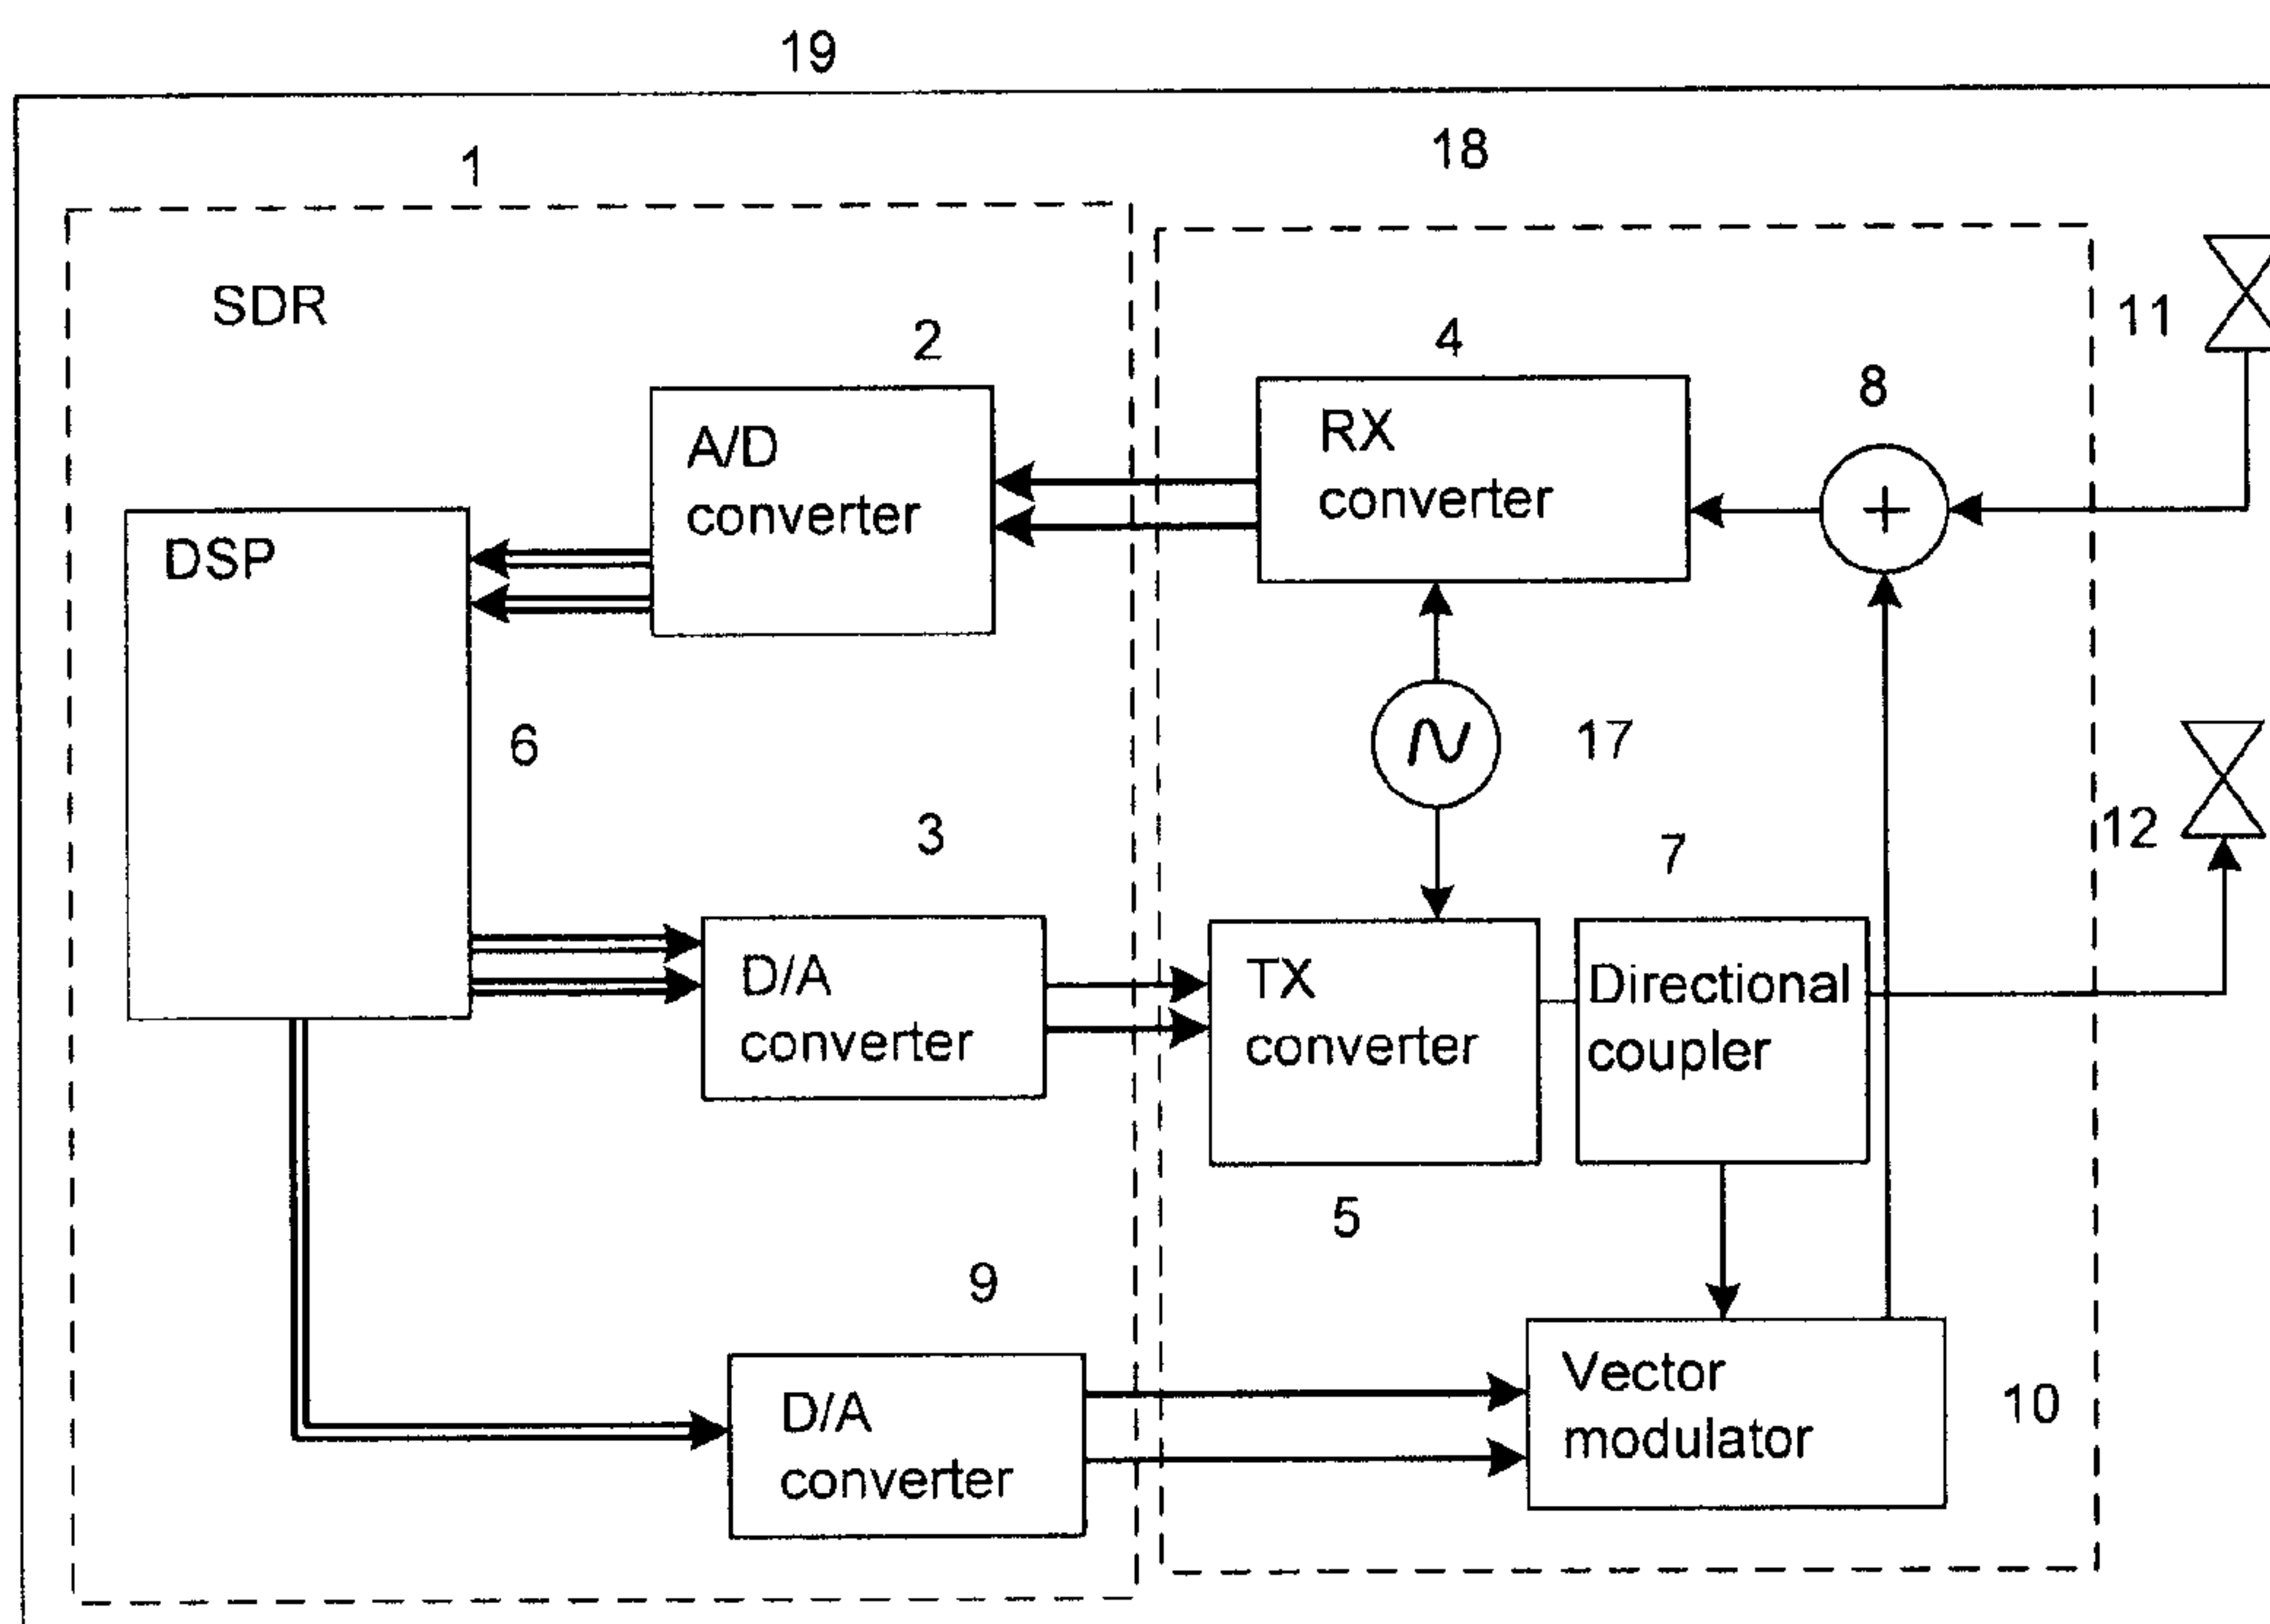 19
1
18
SDR
2
4
11
8
A/D
converter
RX
converter
+
DSP
6
17
3
7
12
D/A
converter
TX
converter
Directional
coupler
5
9
Vector
modulator
10
D/A
converter